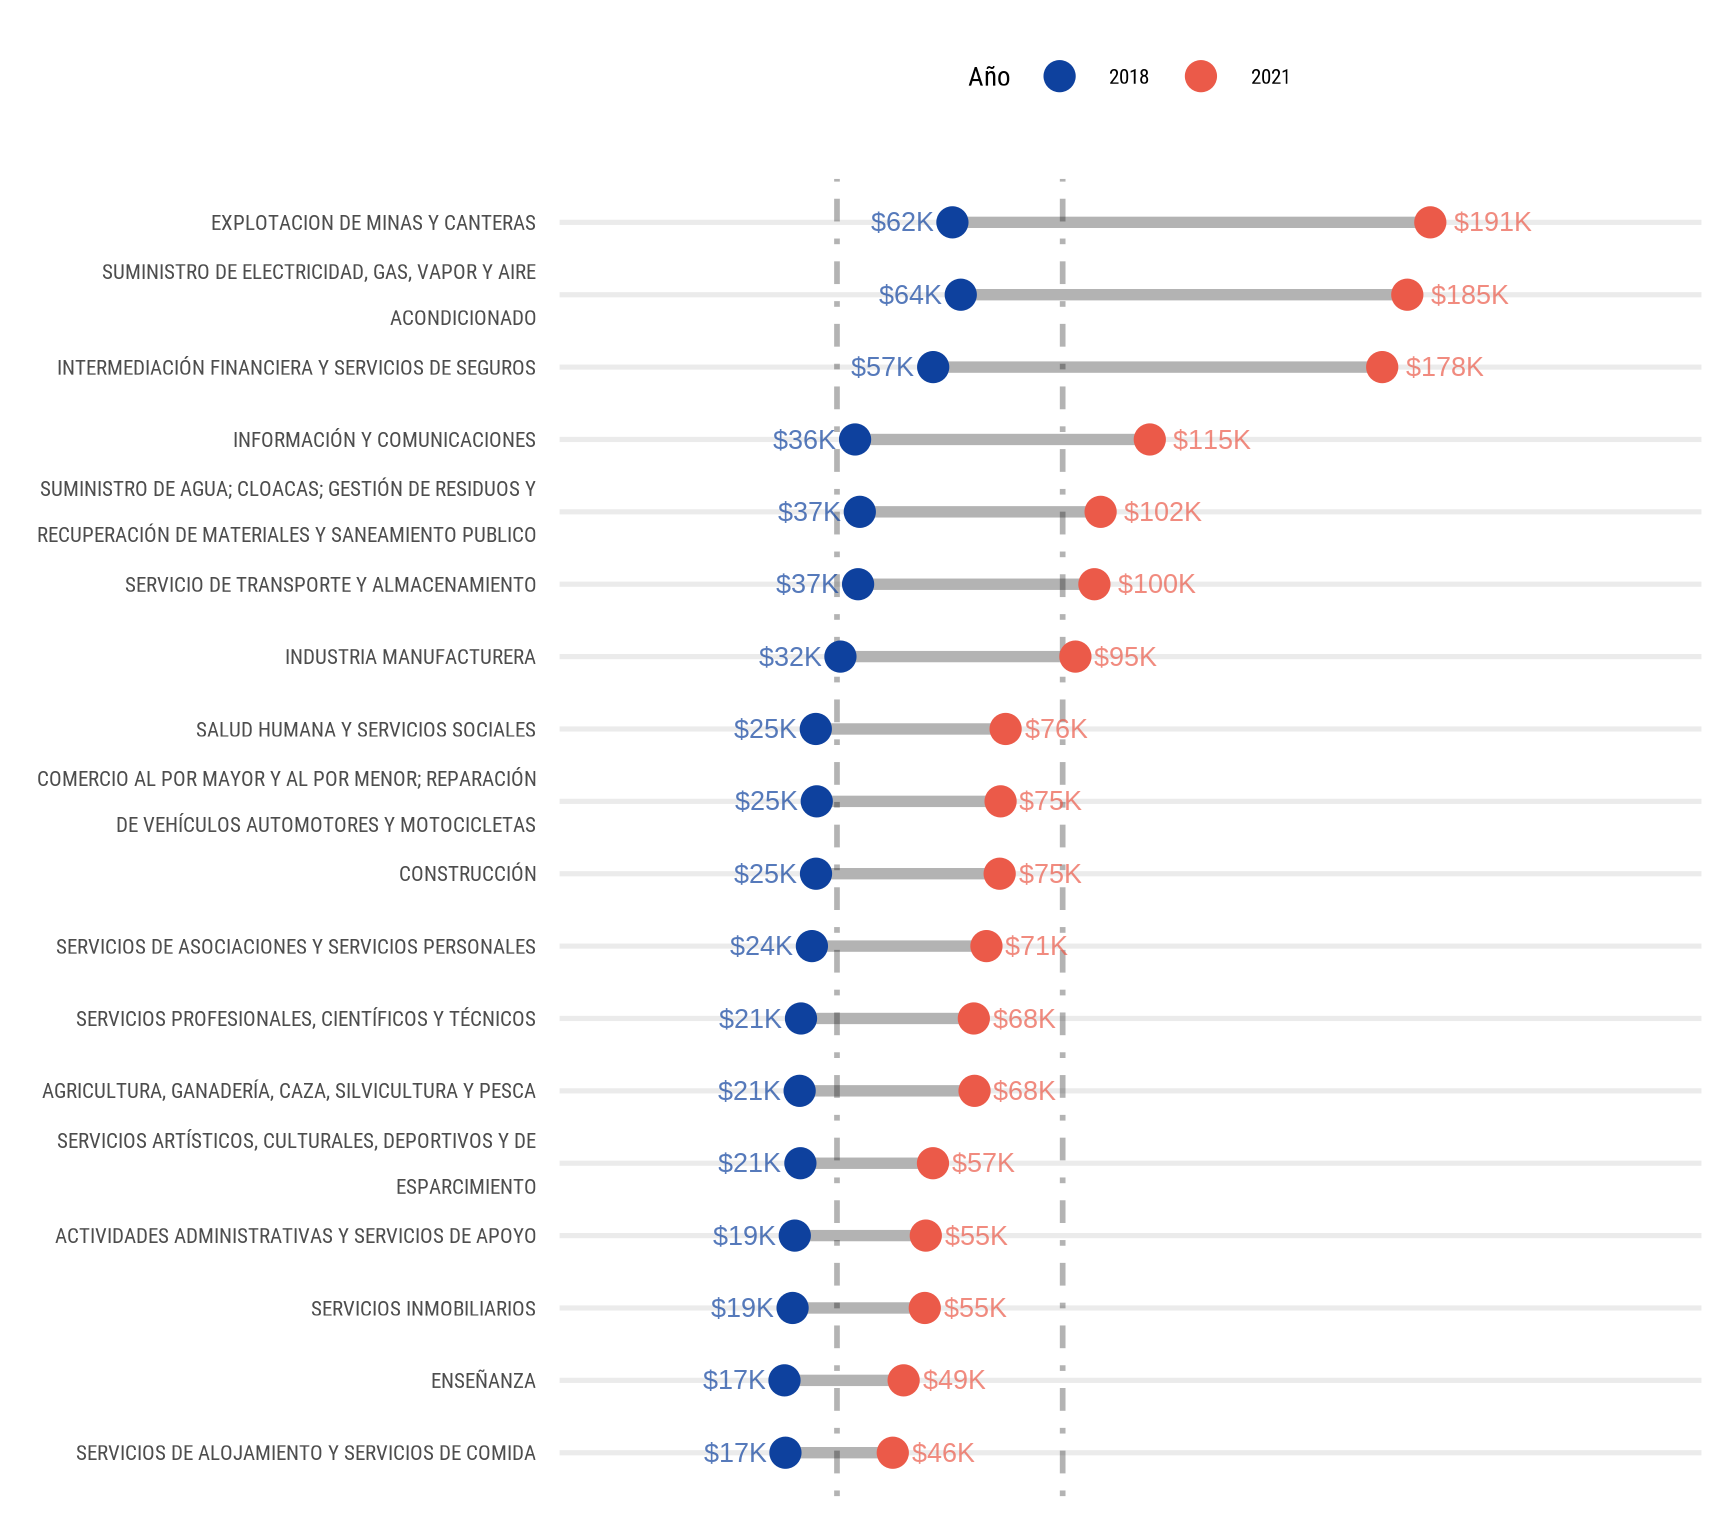 Año 2018 2021
EXPLOTACION DE MINAS Y CANTERAS $62K $191K
SUMINISTRO DE ELECTRICIDAD, GAS, VAPOR Y AIRE
ACONDICIONADO $64K $185K
INTERMEDIACIÓN FINANCIERA Y SERVICIOS DE SEGUROS $57K $178K
INFORMACIÓN Y COMUNICACIONES $36K $115K
SUMINISTRO DE AGUA; CLOACAS; GESTIÓN DE RESIDUOS Y
RECUPERACIÓN DE MATERIALES Y SANEAMIENTO PUBLICO $37K $102K
SERVICIO DE TRANSPORTE Y ALMACENAMIENTO $37K $100K
INDUSTRIA MANUFACTURERA $32K $95K
SALUD HUMANA Y SERVICIOS SOCIALES $25K $76K
COMERCIO AL POR MAYOR Y AL POR MENOR; REPARACIÓN
DE VEHÍCULOS AUTOMOTORES Y MOTOCICLETAS $25K $75K
CONSTRUCCIÓN $25K $75K
SERVICIOS DE ASOCIACIONES Y SERVICIOS PERSONALES $24K $71K
SERVICIOS PROFESIONALES, CIENTÍFICOS Y TÉCNICOS $21K $68K
AGRICULTURA, GANADERÍA, CAZA, SILVICULTURA Y PESCA $21K $68K
SERVICIOS ARTÍSTICOS, CULTURALES, DEPORTIVOS Y DE
ESPARCIMIENTO $21K $57K
ACTIVIDADES ADMINISTRATIVAS Y SERVICIOS DE APOYO $19K $55K
SERVICIOS INMOBILIARIOS $19K $55K
ENSEÑANZA $17K $49K
SERVICIOS DE ALOJAMIENTO Y SERVICIOS DE COMIDA $17K $46K